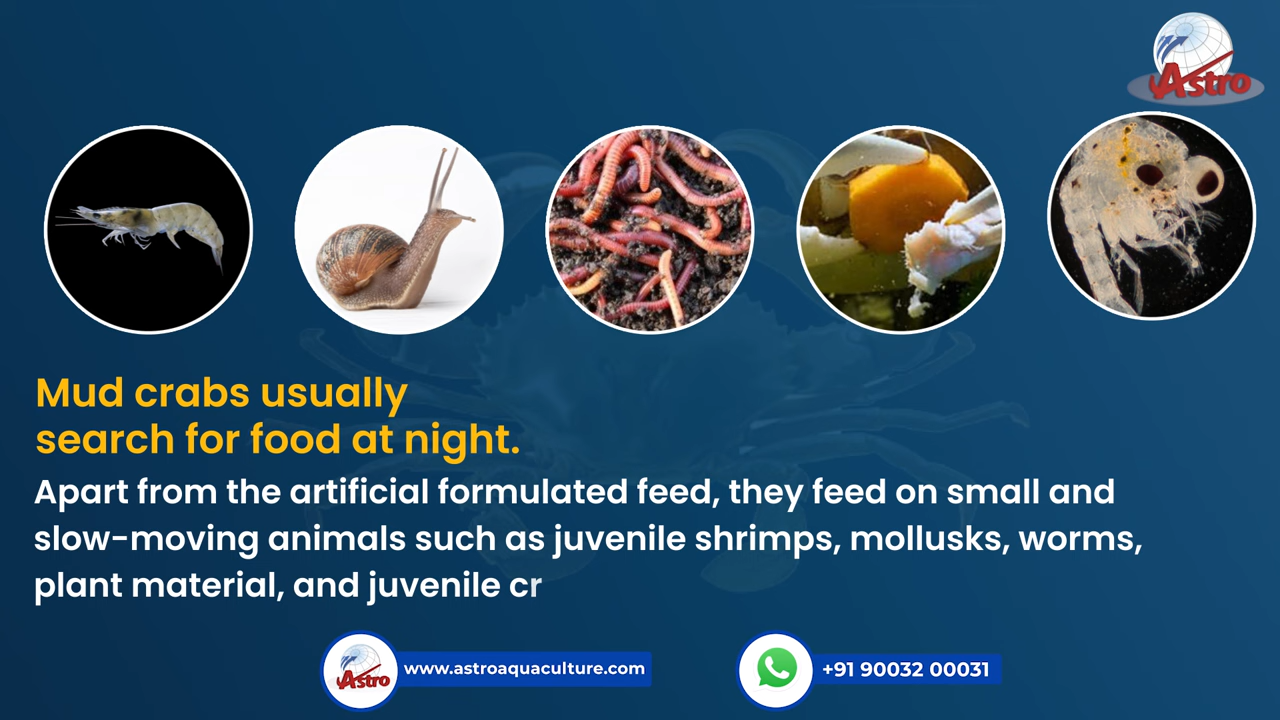 Astro
Mud crabs usually
search for food at night.
Apart from the artificial formulated feed, they feed on small and
slow-moving animals such as juvenile shrimps, mollusks, worms,
plant material, and juvenile cr
Astro
www.astroaquaculture.com
+91 90032 00031